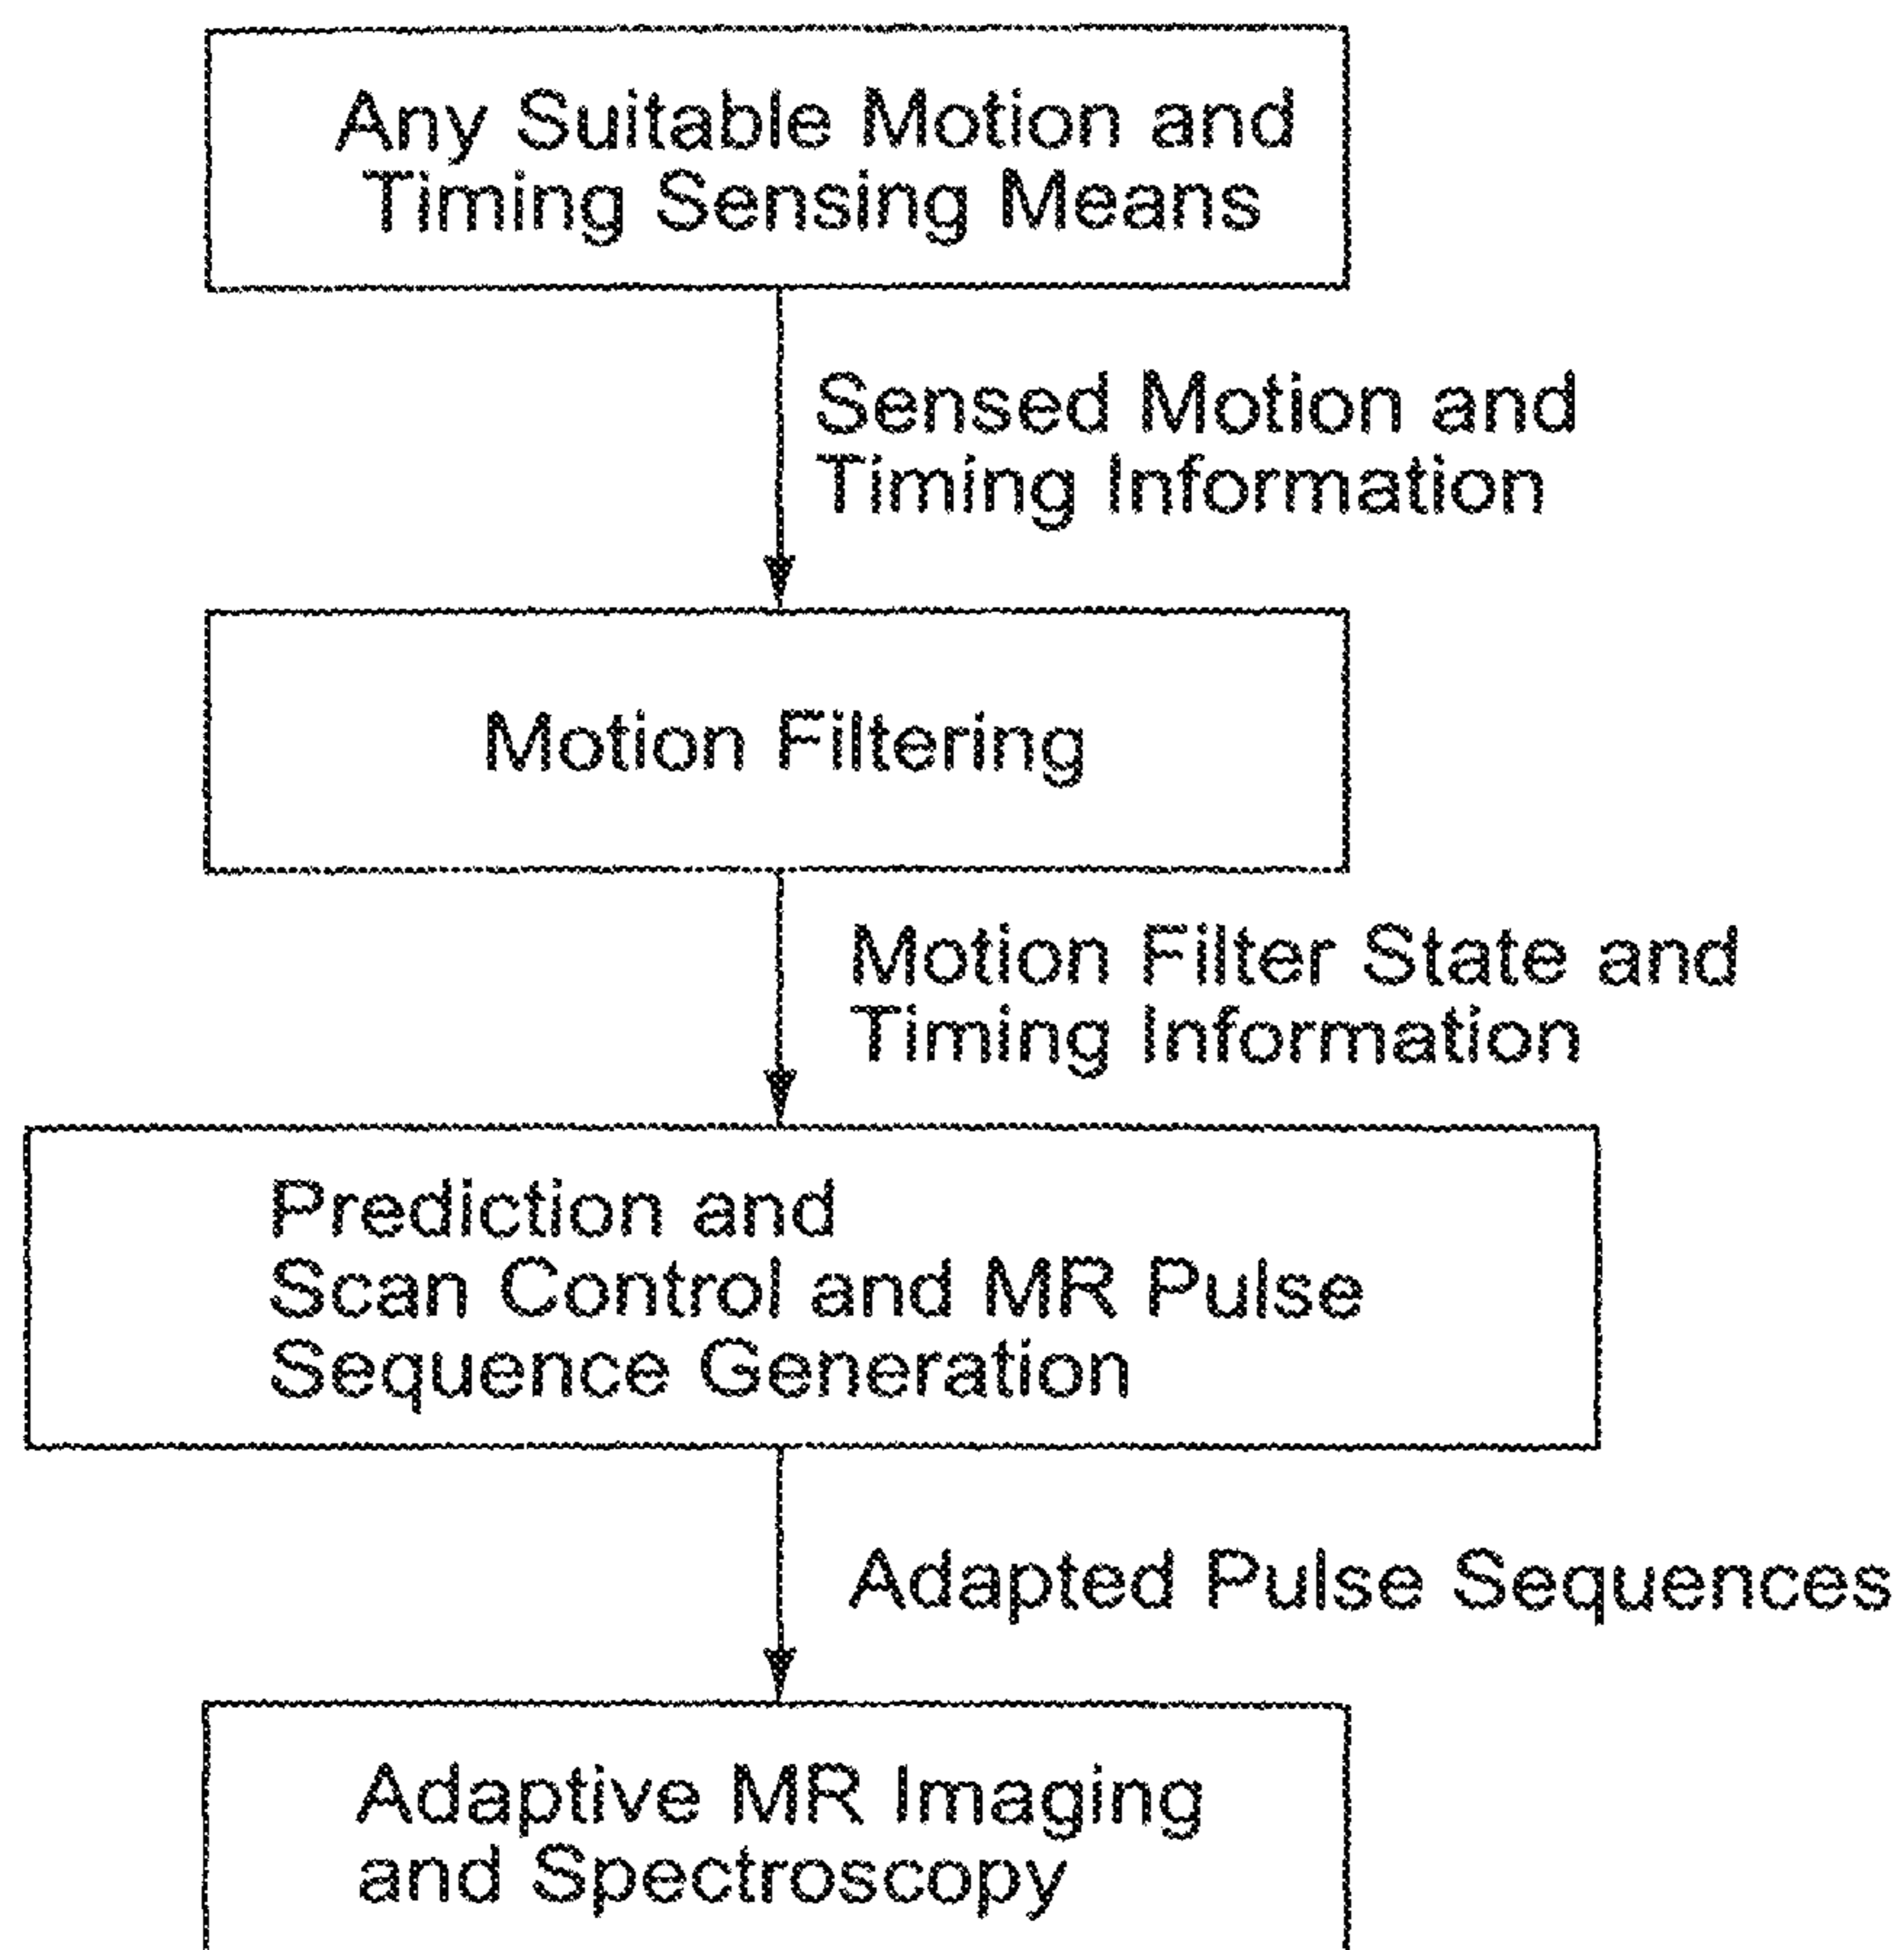 Any Suitable Motion and
Timing Sensing Means
Sensed Motion and
Timing Information
Motion Filtering
Motion Filter State and
Timing Information
Prediction and
Scan Control and MR Pulse
Sequence Generation
Adapted Pulse Sequences
Adaptive MR Imaging
and Spectroscopy